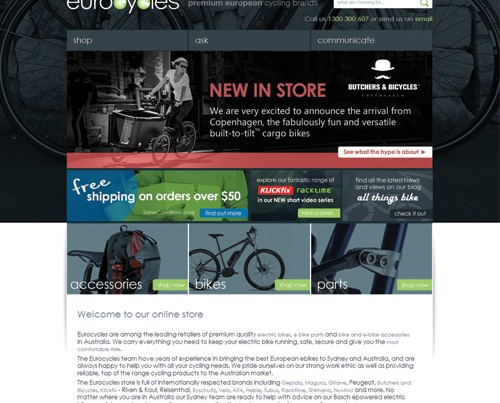 eurocycles
premium european cycling brands
what am i looking for...
Call us 1300 300 607 or send us an email
shop
ask
communicate
BUTCHERS & BICYCLES
COPENHAGEN
NEW IN STORE
We are very excited to announce the arrival from
Copenhagen, the fabulously fun and versatile
built-to-tilt™ cargo bikes
See what the hype is about
free
shipping on orders over $50
Some Conditions apply
find out more
explore our fantastic range of
KLICKfix racktime
in our NEW short video series
take a peek
find all the latest News
and views on our blog
all things bike
check it out
accessories
shop now
bikes
shop now
parts
shop now
Welcome to our online store
Eurocycles are among the leading retailers of premium quality electric bikes, e bike parts and bike and e-bike accessories
in Australia. We carry everything you need to keep your electric bike running safe, secure and give you the most
comfortable ride.
The Eurocycles team have years of experience in bringing the best European ebikes to Sydney and Australia, and are
always happy to help you with all your cycling needs. We pride ourselves on our strong work ethic as well as providing
reliable, top of the range cycling products to the Australian market.
The Eurocycles store is full of internationally respected brands including Gepida, Magura, Gitane, Peugeot, Butchers and
Bicycles, Klickfix - Rixen & Kaul, Reisenthel, Byschulz, Velo, AXA, Hebie, Tubus, Racktime, Shimano, Nuvinci and more. No
matter where you are in Australia our Sydney team are ready to help with advice on our Bosch epowered electric